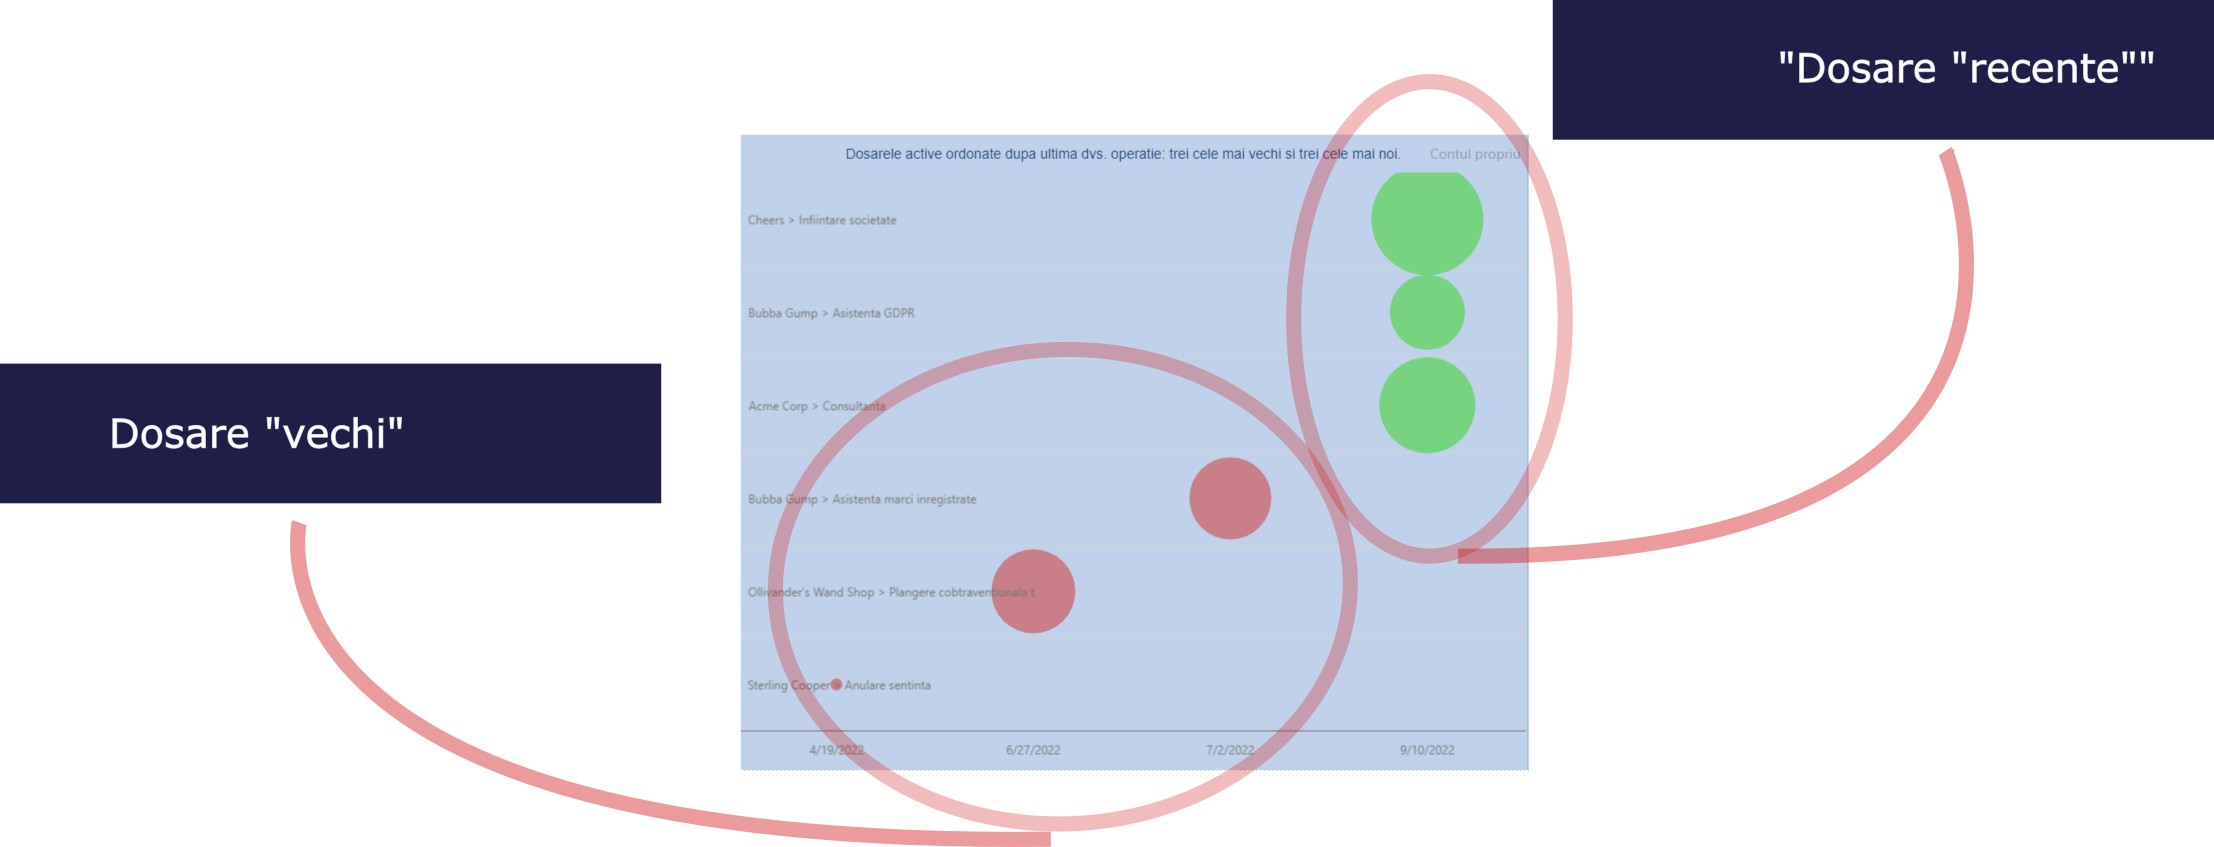 "Dosare "recente""
Dosarele active ordonate dupa ultima dvs. operatie: trei cele mai vechi si trei cele mai noi.
Contul propriu
Cheers > Infiintare societate
Bubba Gump > Asistenta GDPR
Acme Corp > Consultanta
Dosare "vechi"
Bubba Gump > Asistenta marci inregistrate
Ollivander's Wand Shop > Plangere cobtraventionala t
Sterling Cooper > Anulare sentinta
4/19/2022
6/27/2022
7/2/2022
9/10/2022